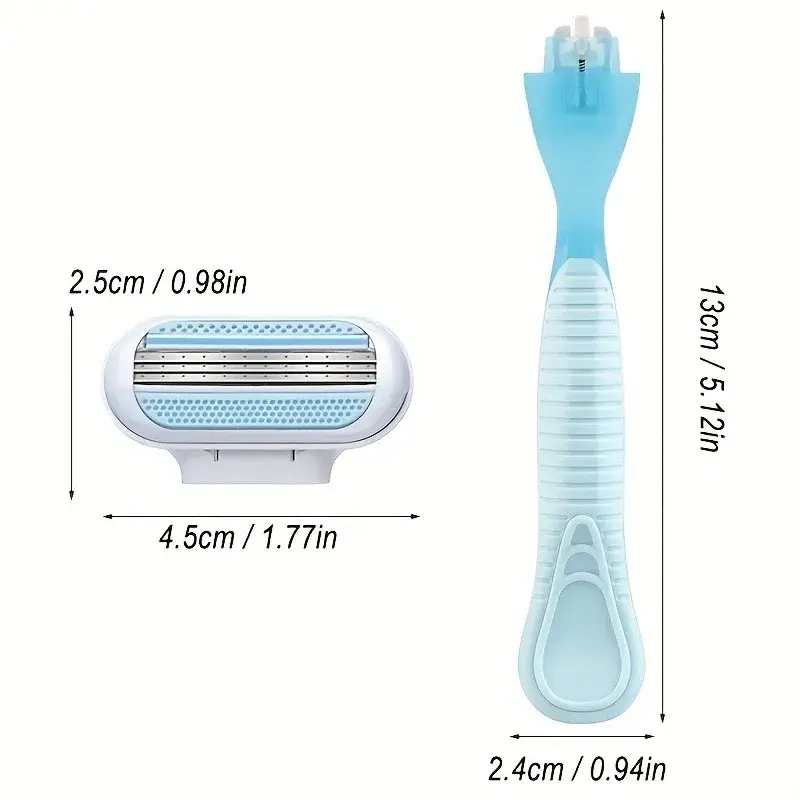 2.5cm / 0.98in
4.5cm / 1.77in
13cm / 5.12in
2.4cm / 0.94in